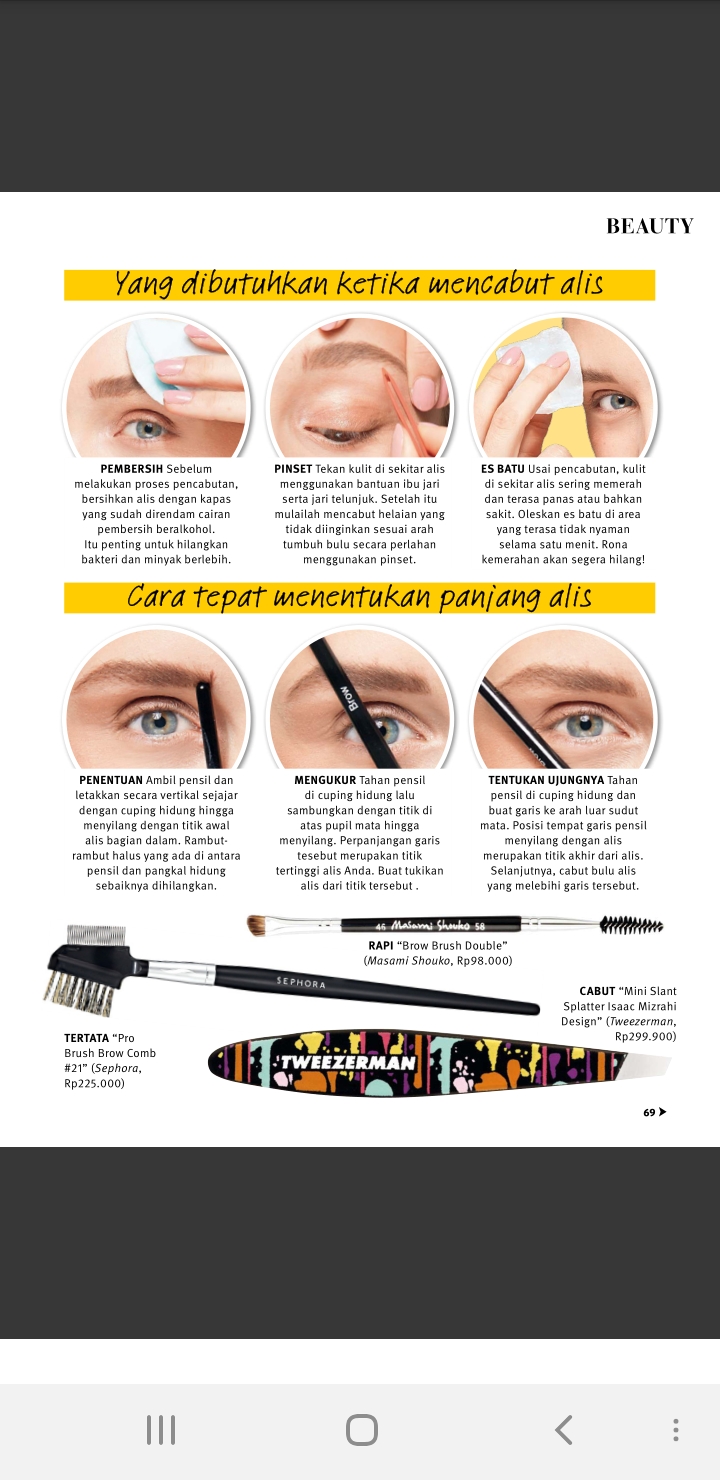 BEAUTY
Yang dibutuhkan ketika mencabut alis
PEMBERSIH Sebelum
melakukan proses pencabutan,
bersihkan alis dengan kapas
yang sudah direndam cairan
pembersih beralkohol.
Itu penting untuk hilangkan
bakteri dan minyak berlebih.
PINSET Tekan kulit di sekitar alis
menggunakan bantuan ibu jari
serta jari telunjuk. Setelah itu
mulailah mencabut helaian yang
tidak diinginkan sesuai arah
tumbuh bulu secara perlahan
menggunakan pinset.
ES BATU Usai pencabutan, kulit
di sekitar alis sering memerah
dan terasa panas atau bahkan
sakit. Oleskan es batu di area
yang terasa tidak nyaman
selama satu menit. Rona
kemerahan akan segera hilang!
Cara tepat menentukan panjang alis
Brow
PENENTUAN Ambil pensil dan
letakkan secara vertikal sejajar
dengan cuping hidung hingga
menyilang dengan titik awal
alis bagian dalam. Rambut-
rambut halus yang ada di antara
pensil dan pangkal hidung
sebaiknya dihilangkan.
MENGUKUR Tahan pensil
di cuping hidung lalu
sambungkan dengan titik di
atas pupil mata hingga
menyilang. Perpanjangan garis
tesebut merupakan titik
tertinggi alis Anda. Buat tukikan
alis dari titik tersebut .
TENTUKAN UJUNGNYA Tahan
pensil di cuping hidung dan
buat garis ke arah luar sudut
mata. Posisi tempat garis pensil
menyilang dengan alis
merupakan titik akhir dari alis.
Selanjutnya, cabut bulu alis
yang melebihi garis tersebut.
46 Masami Shouko 58
RAPI “Brow Brush Double”
(Masami Shouko, Rp98.000)
SEPHORA
CABUT “Mini Slant
Splatter Isaac Mizrahi
Design” (Tweezerman,
Rp299.900)
TERTATA “Pro
Brush Brow Comb
#21” (Sephora,
Rp225.000)
TWEEZERMAN
69